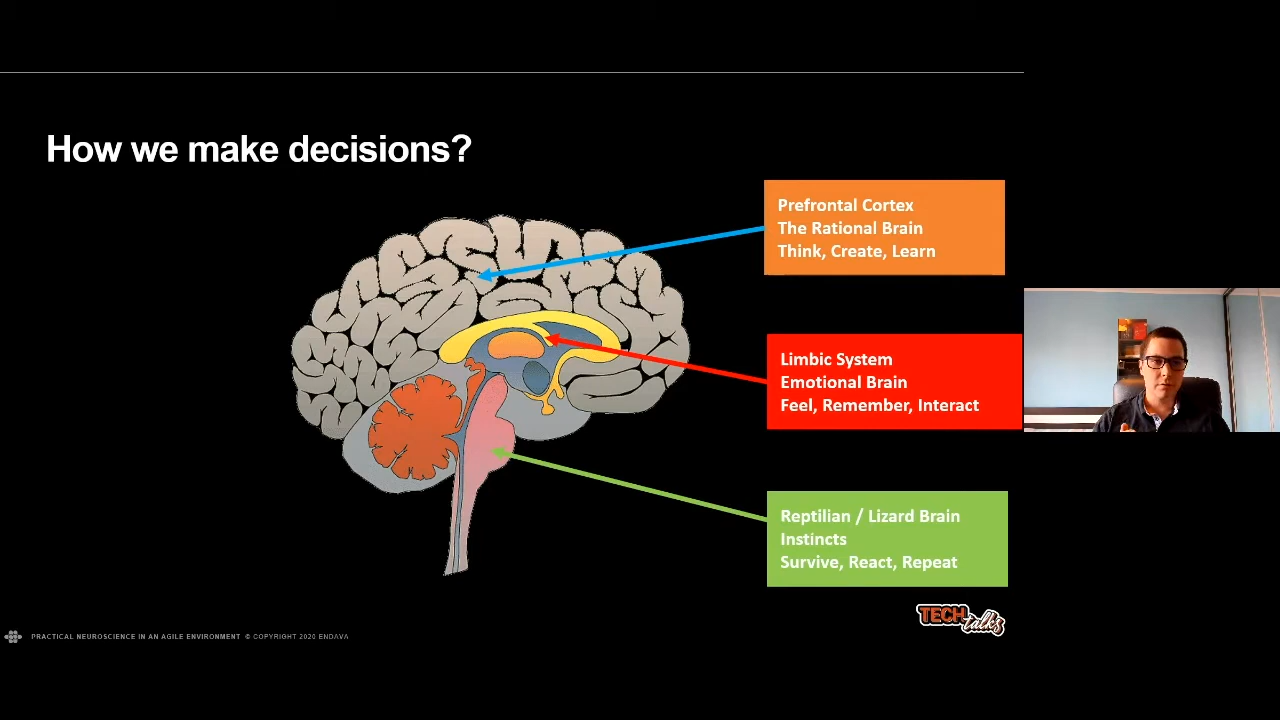 How we make decisions?
Prefrontal Cortex
The Rational Brain
Think, Create, Learn
Limbic System
Emotional Brain
Feel, Remember, Interact
Reptilian / Lizard Brain
Instincts
Survive, React, Repeat
TECH
talks
PRACTICAL NEUROSCIENCE IN AN AGILE ENVIRONMENT © COPYRIGHT 2020 ENDAVA